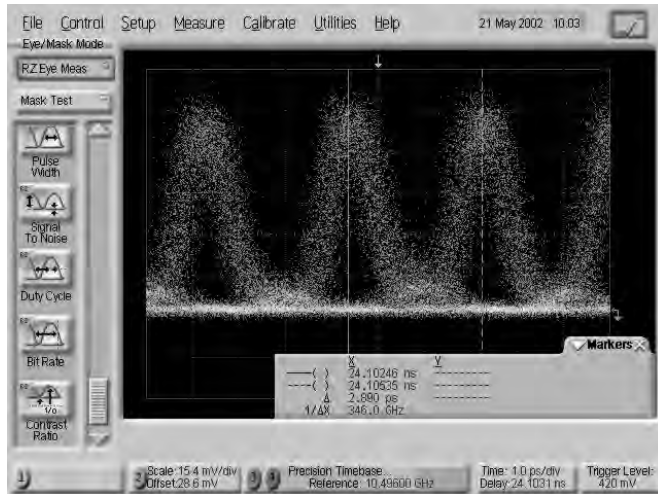 File Control Setup Measure Calibrate Utilities Help 21 May 2002 10:03
Eye/Mask Mode
RZ Eye Meas
Mask Test
Pulse
Width
Signal
To Noise
Duty Cycle
Bit Rate
Contrast
Ratio
Markers
X Y
24.10246 ns
24.10535 ns
Δ 2.890 ps
1/ΔX 346.0 GHz
1)
3) Scale:15.4 mV/div
Offset:28.6 mV
Precision Timebase...
Reference: 10.49600 GHz
Time: 1.0 ps/div
Delay:24.1031 ns
Trigger Level:
420 mV